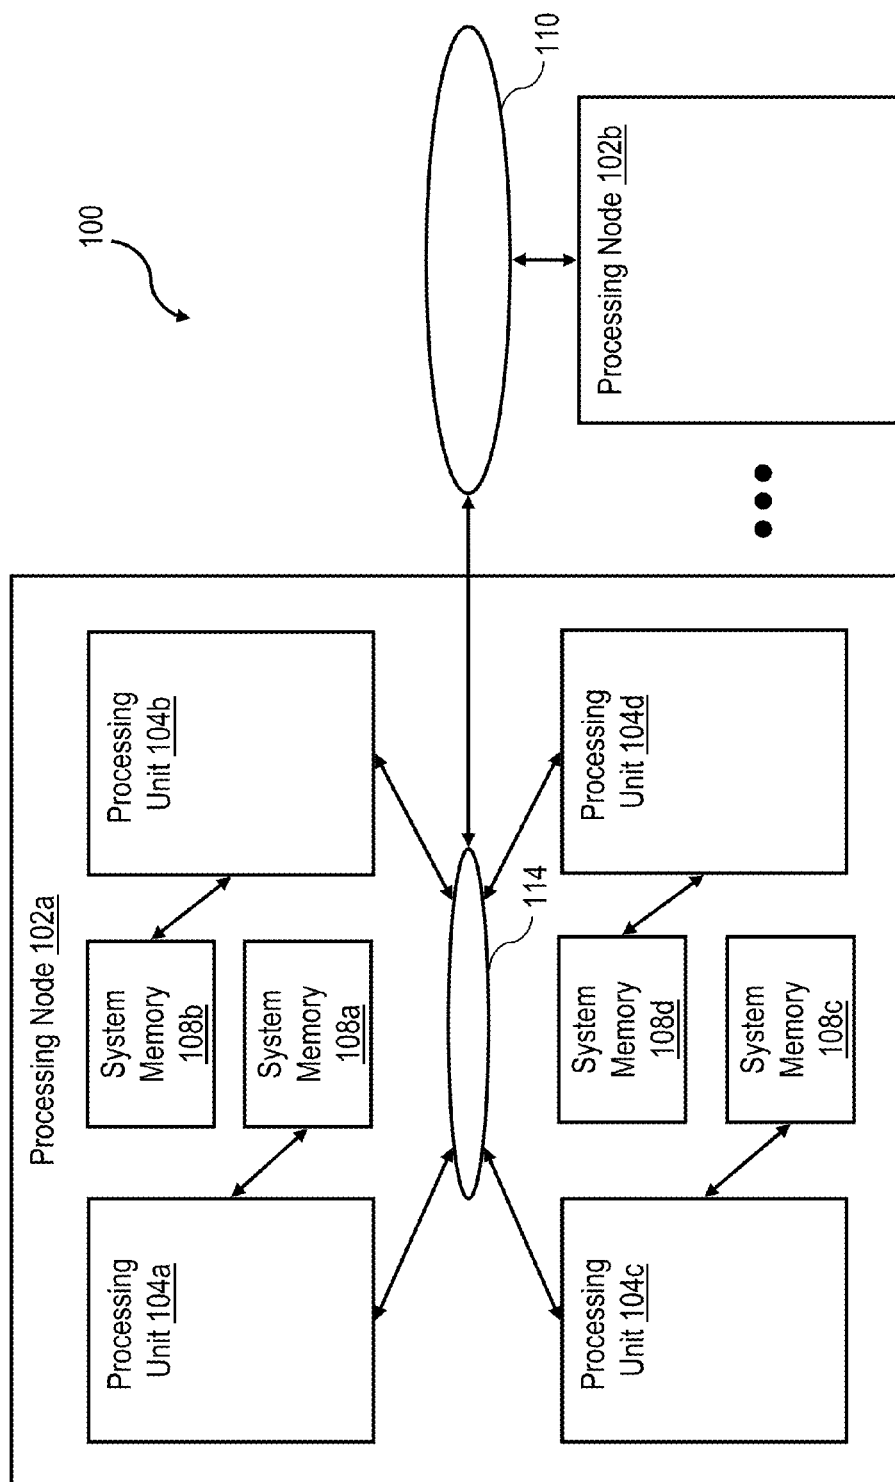 100
Processing Node 102a
Processing
Unit 104a
System
Memory
108b
Processing
Unit 104b
System
Memory
108a
110
114
Processing Node 102b
Processing
Unit 104c
System
Memory
108d
Processing
Unit 104d
System
Memory
108c